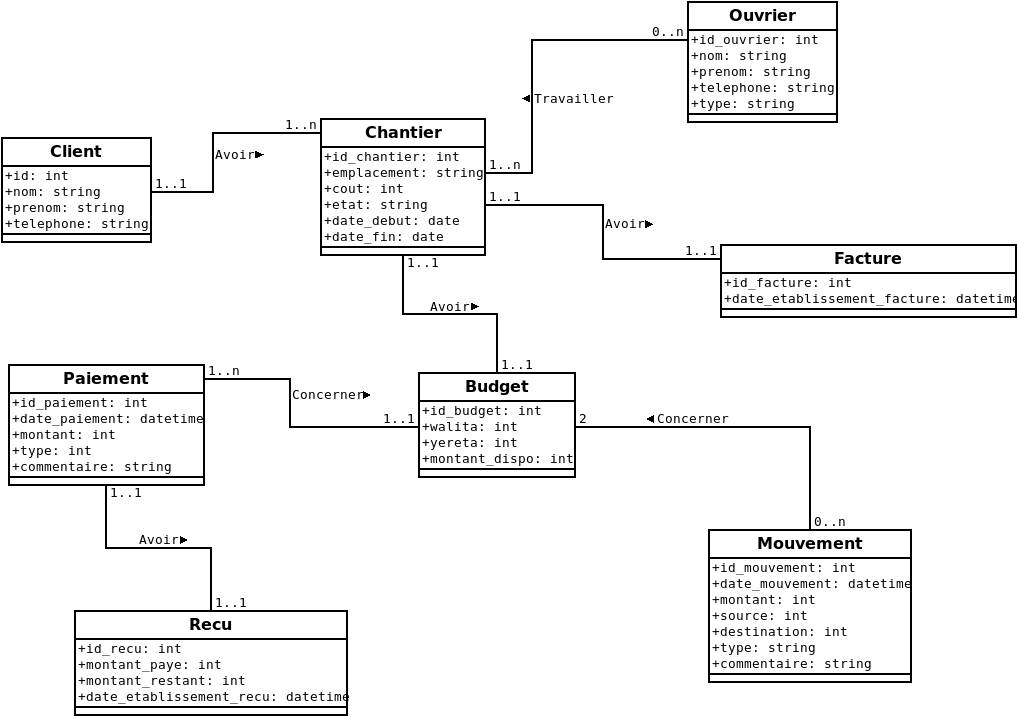 Ouvrier
+id_ouvrier: int
+nom: string
+prenom: string
+telephone: string
+type: string
0..n
Travailler
1..n
Client
+id: int
+nom: string
+prenom: string
+telephone: string
1..1
Avoir
1..n
Chantier
+id_chantier: int
+emplacement: string
+cout: int
+etat: string
+date_debut: date
+date_fin: date
1..1
Avoir
1..1
Facture
+id_facture: int
+date_etablissement_facture: datetime
1..1
Avoir
1..1
Paiement
+id_paiement: int
+date_paiement: datetime
+montant: int
+type: int
+commentaire: string
1..n
Concerner
1..1
Budget
+id_budget: int
+walita: int
+yereta: int
+montant_dispo: int
2
Concerner
0..n
Mouvement
+id_mouvement: int
+date_mouvement: datetime
+montant: int
+source: int
+destination: int
+type: string
+commentaire: string
1..1
Avoir
1..1
Recu
+id_recu: int
+montant_paye: int
+montant_restant: int
+date_etablissement_recu: datetime